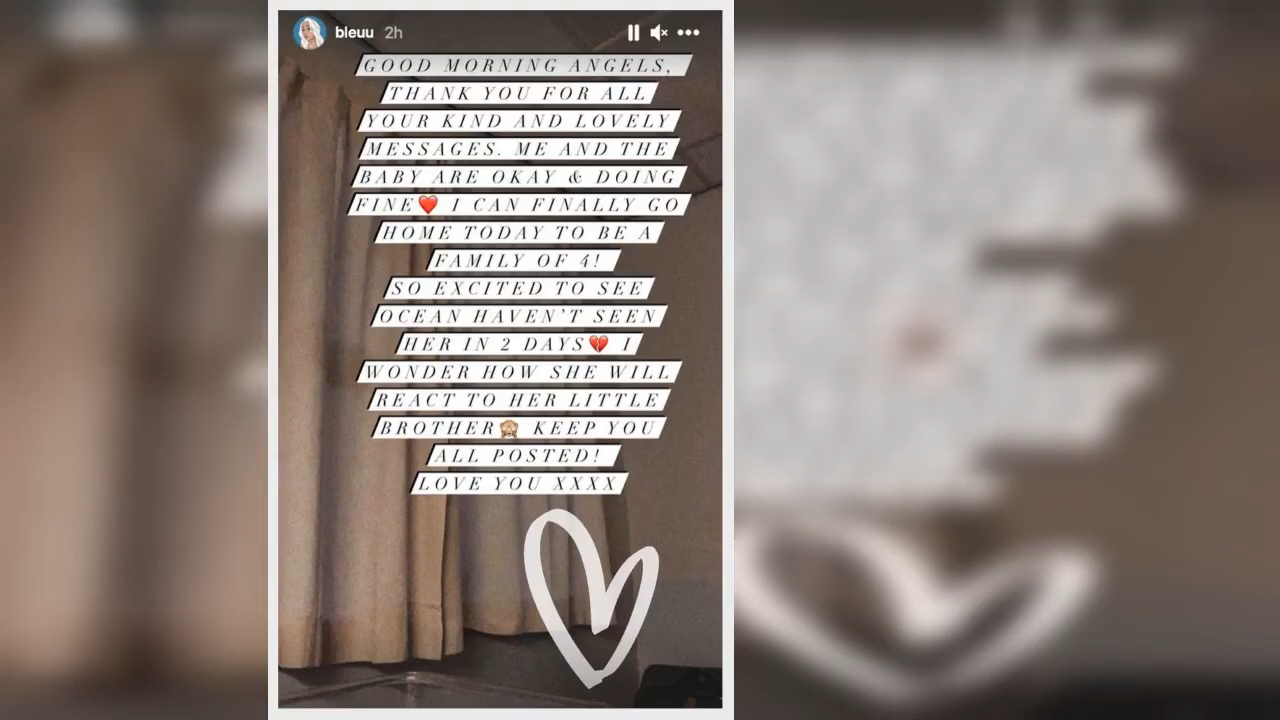 bleuu 2h
GOOD MORNING ANGELS,
THANK YOU FOR ALL
YOUR KIND AND LOVELY
MESSAGES. ME AND THE
BABY ARE OKAY & DOING
FINE❤️ I CAN FINALLY GO
HOME TODAY TO BE A
FAMILY OF 4!
SO EXCITED TO SEE
OCEAN HAVEN'T SEEN
HER IN 2 DAYS💔 I
WONDER HOW SHE WILL
REACT TO HER LITTLE
BROTHER🙈 KEEP YOU
ALL POSTED!
LOVE YOU XXXX